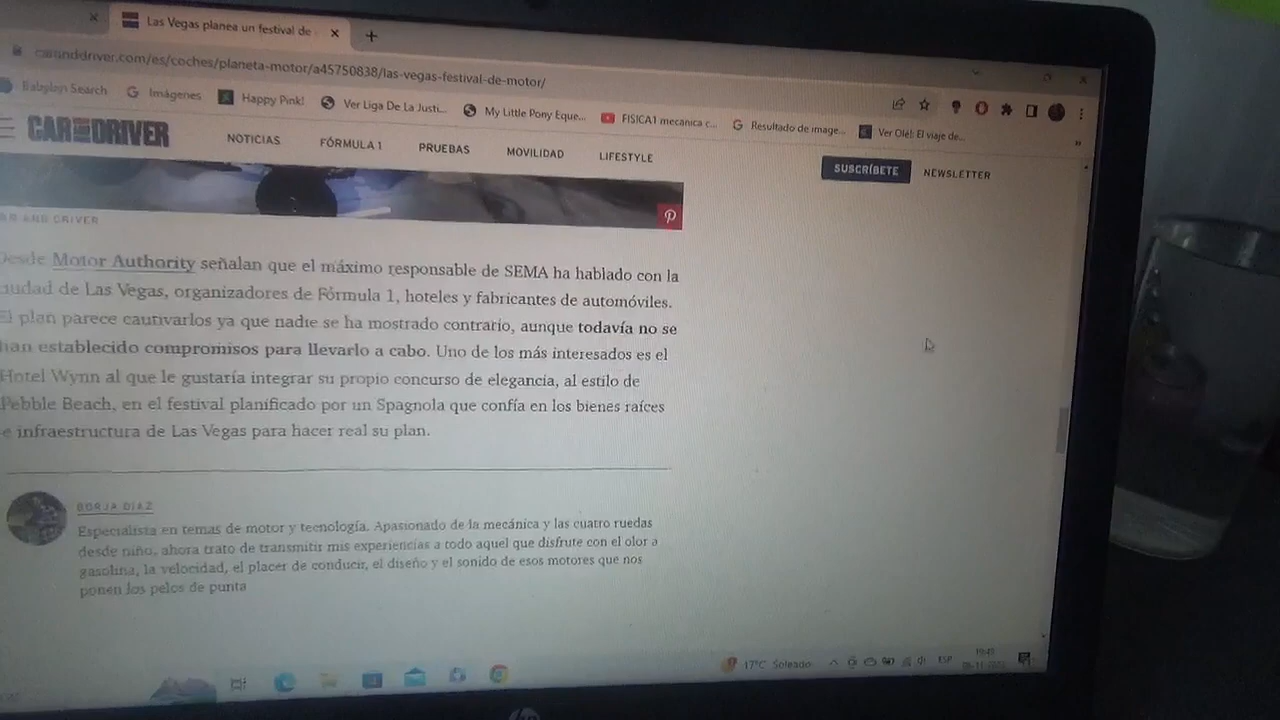 Las Vegas planea un festival de
caranddriver.com/es/coches/planeta-motor/a45750838/las-vegas-festival-de-motor/
Search
Imágenes
Happy Pink!
Ver Liga De La Justi...
My Little Pony Eque...
FISICA1 mecanica c...
Resultado de image...
Ver Olé!: El viaje de...
CAR AND DRIVER
NOTICIAS
FÓRMULA 1
PRUEBAS
MOVILIDAD
LIFESTYLE
SUSCRÍBETE
NEWSLETTER
AND DRIVER
Desde Motor Authority señalan que el máximo responsable de SEMA ha hablado con la
ciudad de Las Vegas, organizadores de Fórmula 1, hoteles y fabricantes de automóviles.
El plan parece cautivarlos ya que nadie se ha mostrado contrario, aunque todavía no se
han establecido compromisos para llevarlo a cabo. Uno de los más interesados es el
Hotel Wynn al que le gustaría integrar su propio concurso de elegancia, al estilo de
Pebble Beach, en el festival planificado por un Spagnola que confía en los bienes raíces
e infraestructura de Las Vegas para hacer real su plan.
BORJA DÍAZ
Especialista en temas de motor y tecnología. Apasionado de la mecánica y las cuatro ruedas
desde niño, ahora trato de transmitir mis experiencias a todo aquel que disfrute con el olor a
gasolina, la velocidad, el placer de conducir, el diseño y el sonido de esos motores que nos
ponen los pelos de punta
17°C Soleado
ESP
19:45
hp